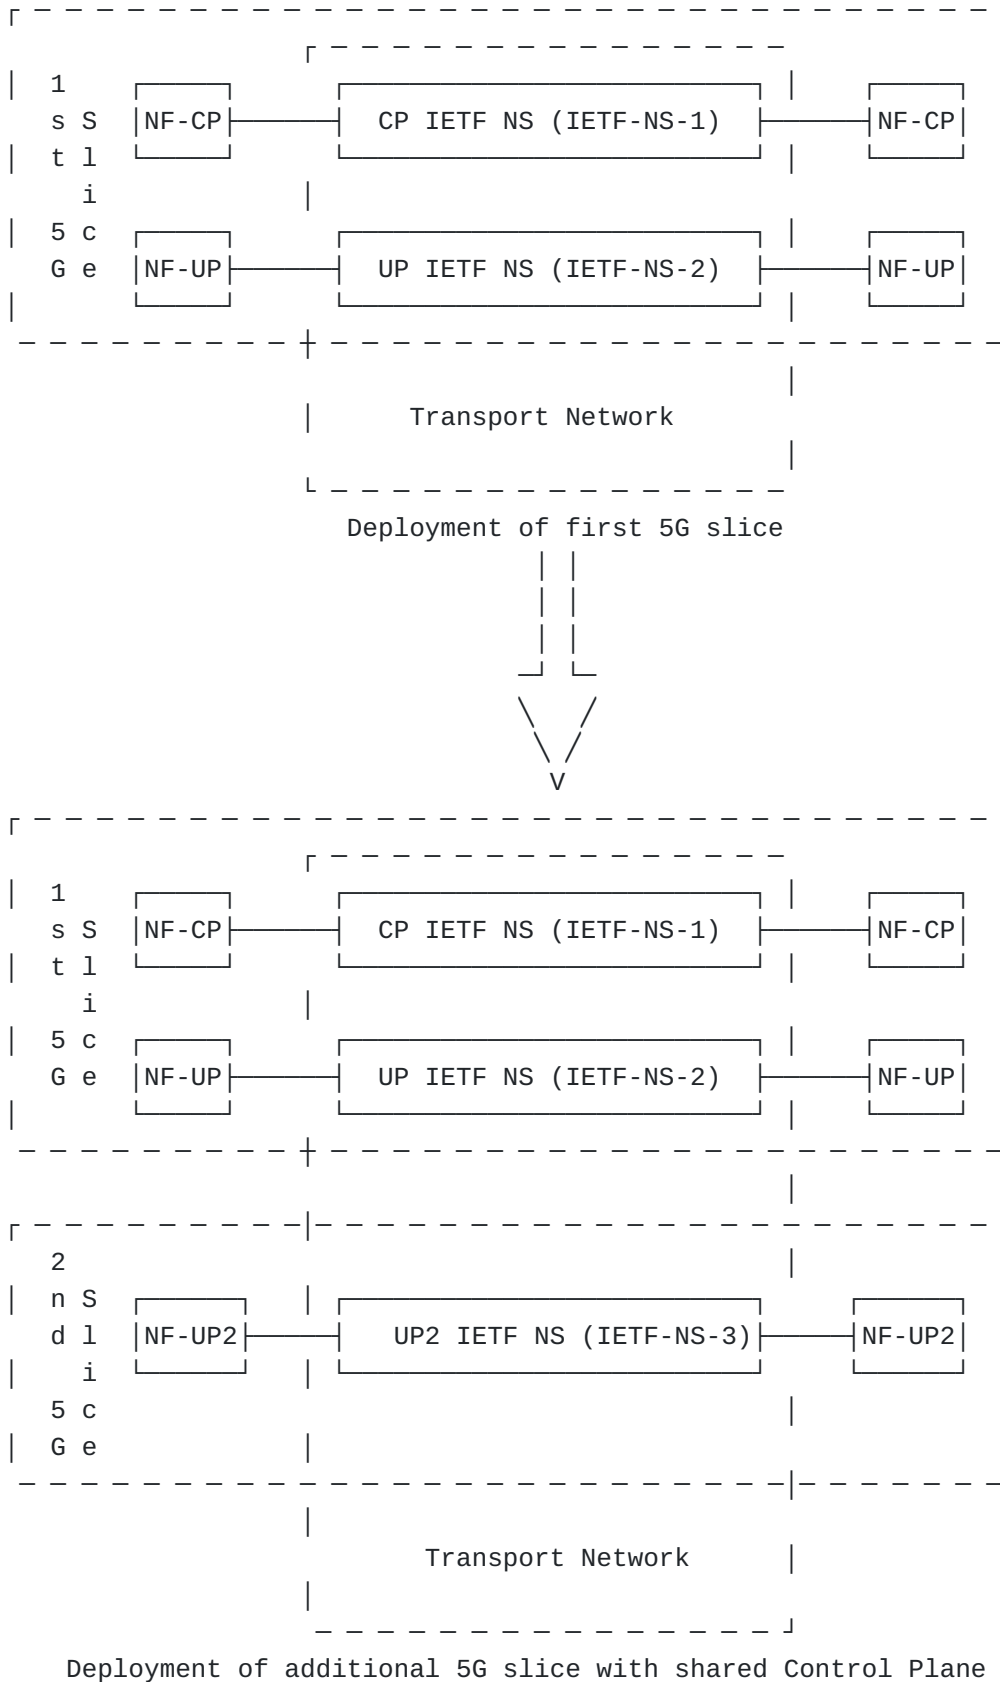 1
s S NF-CP CP IETF NS (IETF-NS-1) NF-CP
t l
i
5 c
G e NF-UP UP IETF NS (IETF-NS-2) NF-UP
Transport Network
Deployment of first 5G slice
V
1
s S NF-CP CP IETF NS (IETF-NS-1) NF-CP
t l
i
5 c
G e NF-UP UP IETF NS (IETF-NS-2) NF-UP
2
n S
d l NF-UP2 UP2 IETF NS (IETF-NS-3) NF-UP2
i
5 c
G e
Transport Network
Deployment of additional 5G slice with shared Control Plane